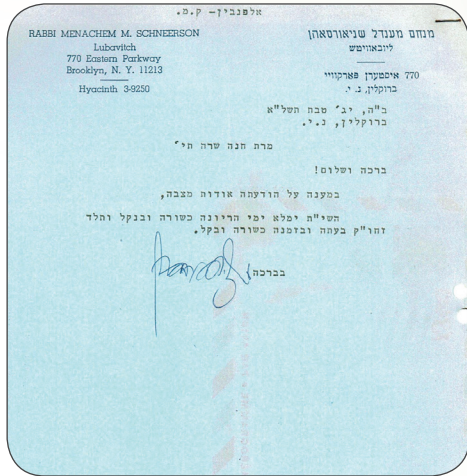 אלפנביין- ק.מ.
RABBI MENACHEM M. SCHNEERSON
Lubavitch
770 Eastern Parkway
Brooklyn, N. Y. 11213
Hyacinth 3-9250
מנחם מענדל שניאורסאהן
ליובאוויטש
770 איסטערן פארקוויי
ברוקלין, נ. י.
ב"ה, יג' טבת תשל"א
ברוקלין, נ.י.
מרת חנה שרה תי'
ברכה ושלום!
במענה על הודעתה אודות מצבה,
השי"ת ימלא ימי הריונה כשורה ובנקל ותלד
זחו"ק בעתה ובזמנה כשורה ובקל.
בברכה